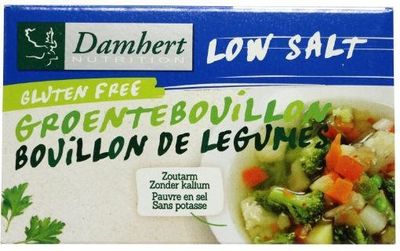 Damhert
NUTRITION
LOW SALT
GLUTEN FREE
GROENTEBOUILLON
BOUILLON DE LEGUMES
Zoutarm
Zonder kalium
Pauvre en sel
Sans potasse